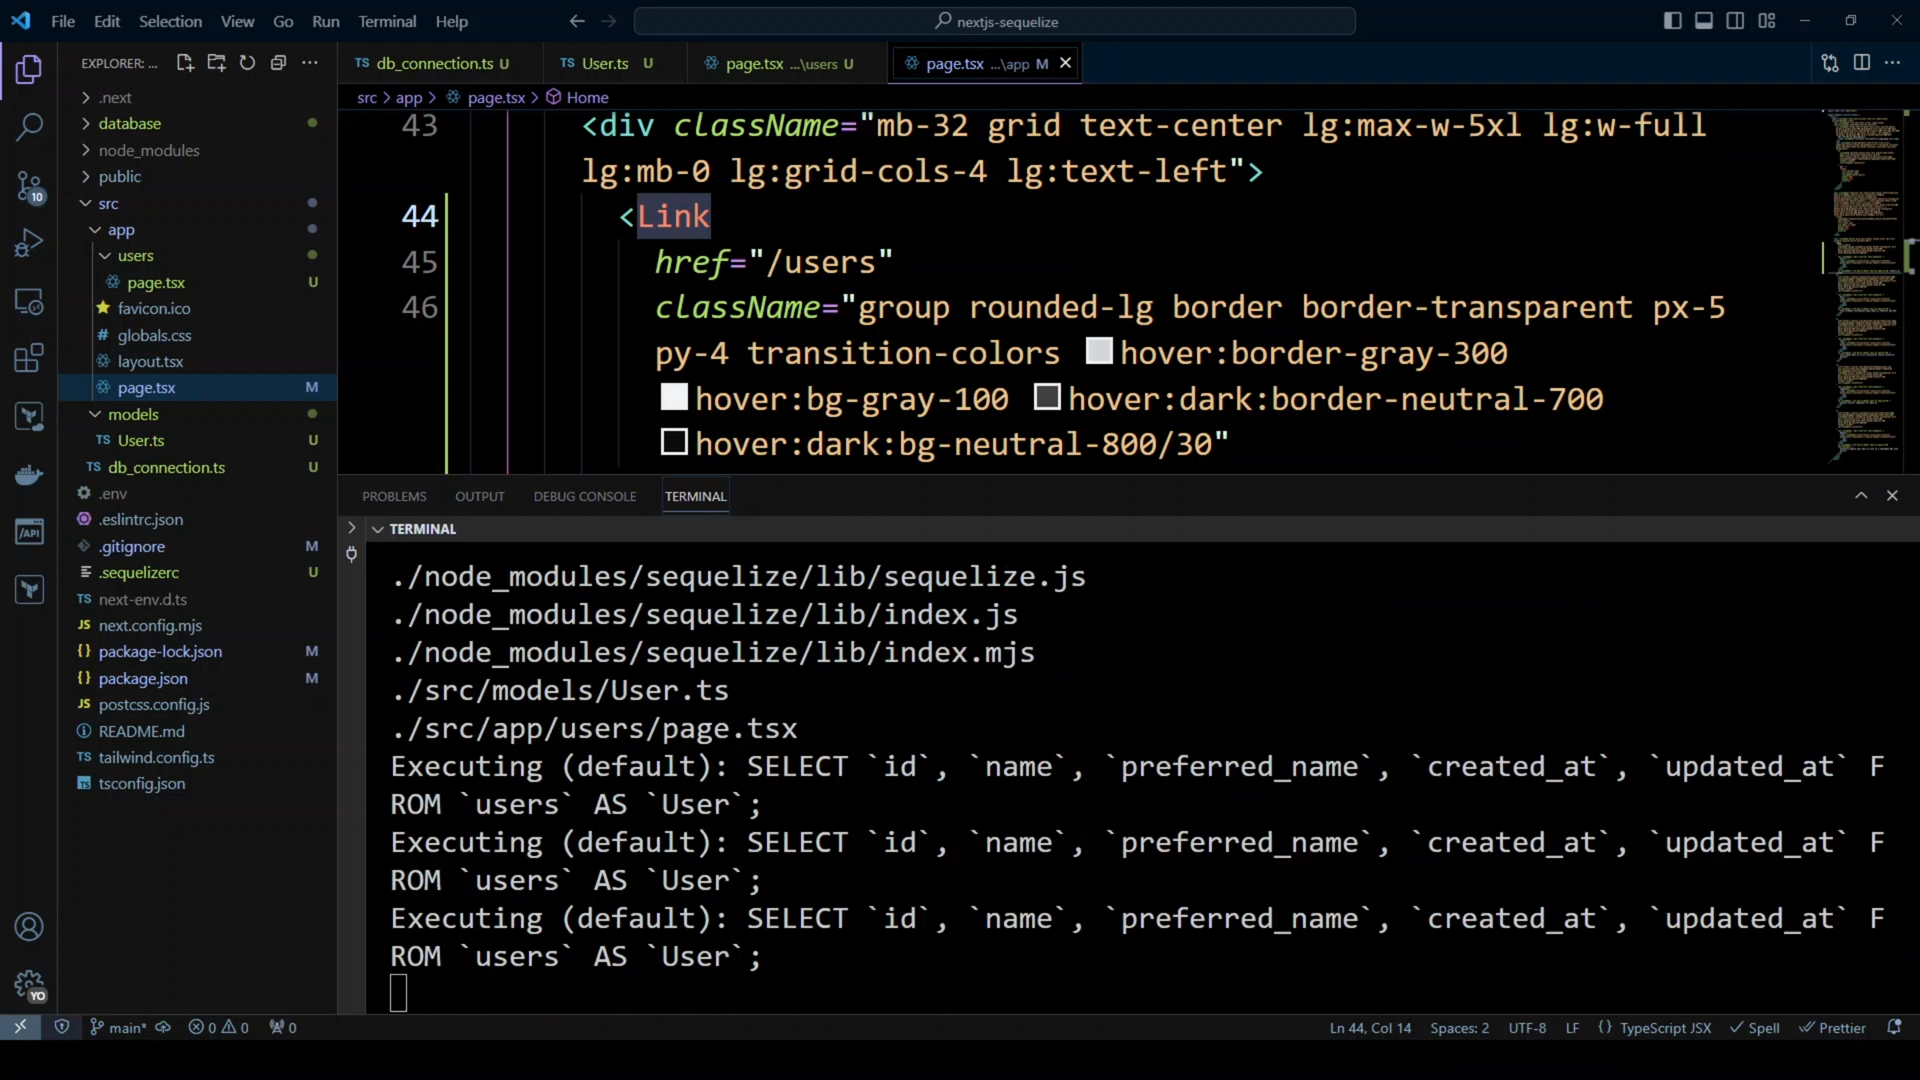 File Edit Selection View Go Run Terminal Help
nextjs-sequelize
EXPLORER: ...
TS db_connection.ts U
TS User.ts U
page.tsx ...\users U
page.tsx ...\app M
src > app > page.tsx > Home
.next
database
node_modules
public
src
app
users
page.tsx U
favicon.ico
# globals.css
layout.tsx
page.tsx M
models
TS User.ts U
TS db_connection.ts U
.env
.eslintrc.json
.gitignore M
.sequelizerc U
TS next-env.d.ts
JS next.config.mjs
{} package-lock.json M
{} package.json M
JS postcss.config.js
README.md
TS tailwind.config.ts
TS tsconfig.json
10
/API
YO
43 <div className="mb-32 grid text-center lg:max-w-5xl lg:w-full
lg:mb-0 lg:grid-cols-4 lg:text-left">
44 <Link
45 href="/users"
46 className="group rounded-lg border border-transparent px-5
py-4 transition-colors hover:border-gray-300
hover:bg-gray-100 hover:dark:border-neutral-700
hover:dark:bg-neutral-800/30"
PROBLEMS OUTPUT DEBUG CONSOLE TERMINAL
TERMINAL
./node_modules/sequelize/lib/sequelize.js
./node_modules/sequelize/lib/index.js
./node_modules/sequelize/lib/index.mjs
./src/models/User.ts
./src/app/users/page.tsx
Executing (default): SELECT `id`, `name`, `preferred_name`, `created_at`, `updated_at` F
ROM `users` AS `User`;
Executing (default): SELECT `id`, `name`, `preferred_name`, `created_at`, `updated_at` F
ROM `users` AS `User`;
Executing (default): SELECT `id`, `name`, `preferred_name`, `created_at`, `updated_at` F
ROM `users` AS `User`;
main* 0 0 0
Ln 44, Col 14 Spaces: 2 UTF-8 LF {} TypeScript JSX Spell Prettier